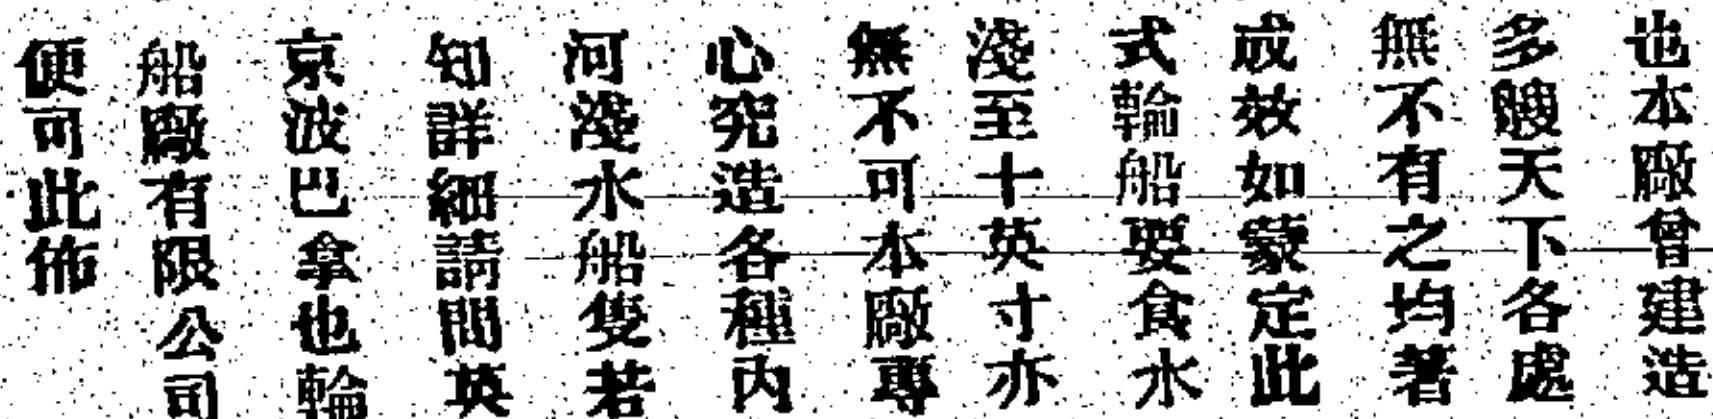 也本廠曾建造
多艘天下各處
無不有之均著
成效如蒙定此
式輪船要食水
淺至十英寸亦
無不可本廠專
心究造各種內
河淺水船隻若
知詳細請問英
京波巴拿也輪
船廠有限公司
便可此佈